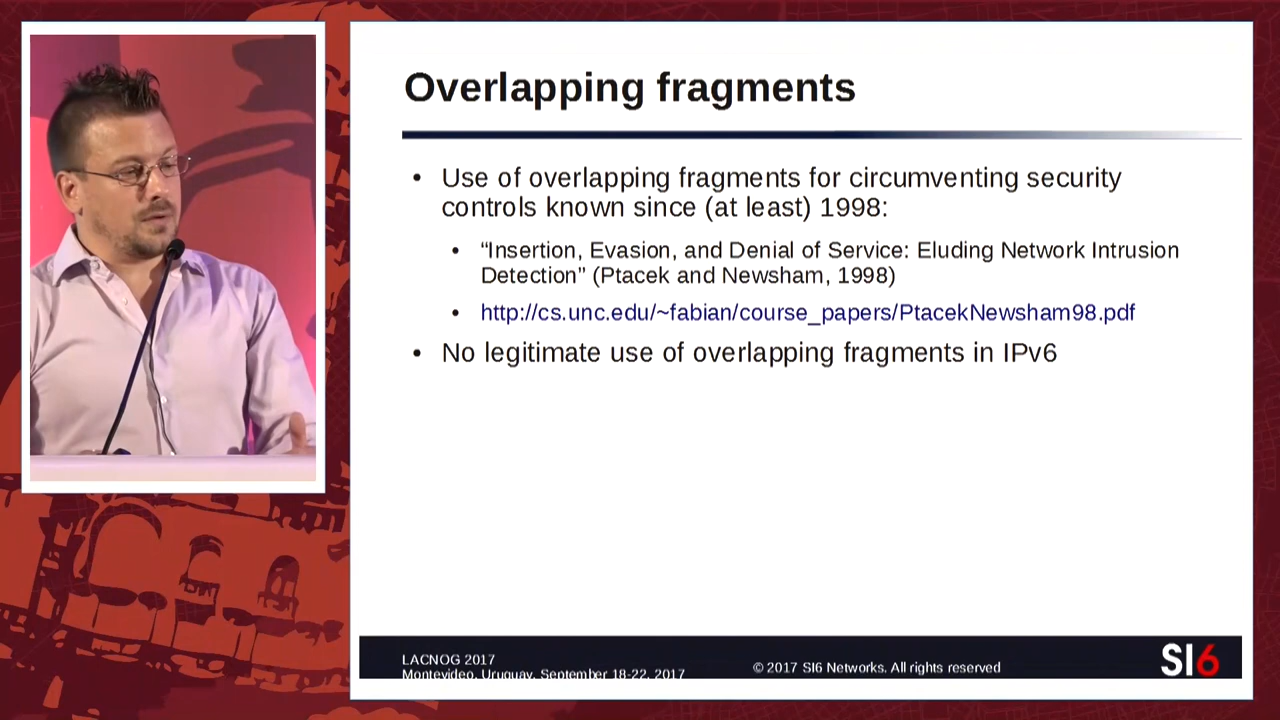 Overlapping fragments
• Use of overlapping fragments for circumventing security
controls known since (at least) 1998:
• “Insertion, Evasion, and Denial of Service: Eluding Network Intrusion
Detection” (Ptacek and Newsham, 1998)
• http://cs.unc.edu/~fabian/course_papers/PtacekNewsham98.pdf
• No legitimate use of overlapping fragments in IPv6
LACNOG 2017
Montevideo, Uruguay, September 18-22, 2017
© 2017 SI6 Networks. All rights reserved
SI6